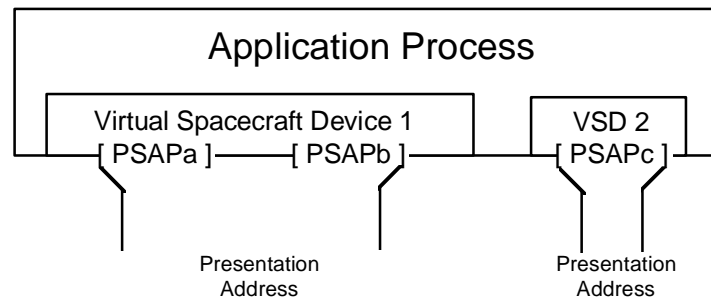 Application Process
Virtual Spacecraft Device 1
VSD 2
[ PSAPa ]
[ PSAPb ]
[ PSAPc ]
Presentation
Address
Presentation
Address